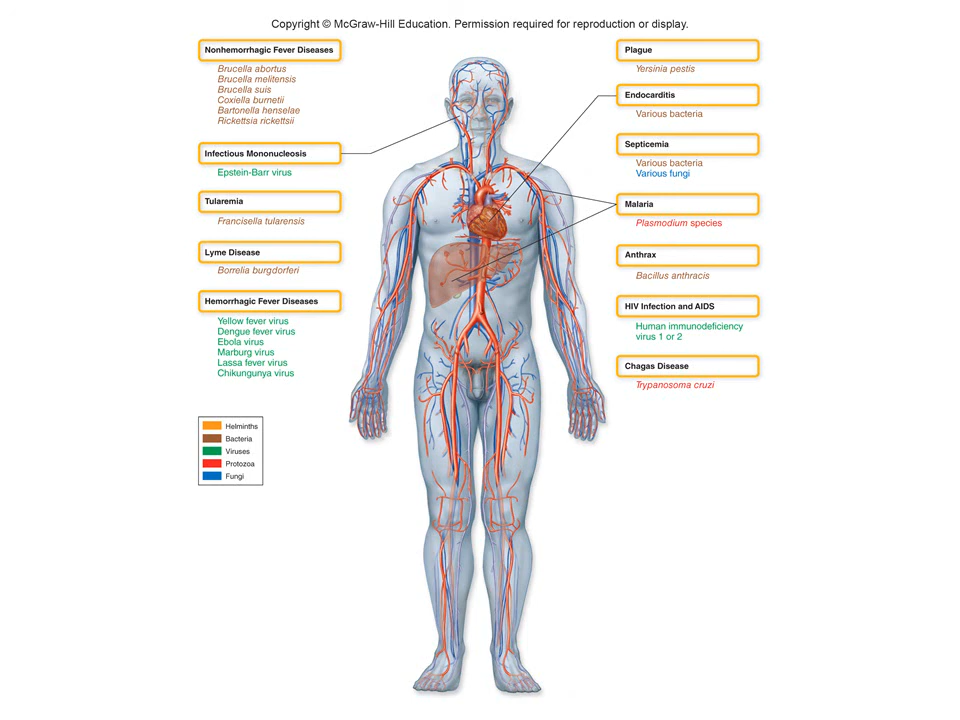 Copyright © McGraw-Hill Education. Permission required for reproduction or display.
Nonhemorrhagic Fever Diseases
Brucella abortus
Brucella melitensis
Brucella suis
Coxiella burnetii
Bartonella henselae
Rickettsia rickettsii
Infectious Mononucleosis
Epstein-Barr virus
Tularemia
Francisella tularensis
Lyme Disease
Borrelia burgdorferi
Hemorrhagic Fever Diseases
Yellow fever virus
Dengue fever virus
Ebola virus
Marburg virus
Lassa fever virus
Chikungunya virus
Helminths
Bacteria
Viruses
Protozoa
Fungi
Plague
Yersinia pestis
Endocarditis
Various bacteria
Septicemia
Various bacteria
Various fungi
Malaria
Plasmodium species
Anthrax
Bacillus anthracis
HIV Infection and AIDS
Human immunodeficiency
virus 1 or 2
Chagas Disease
Trypanosoma cruzi